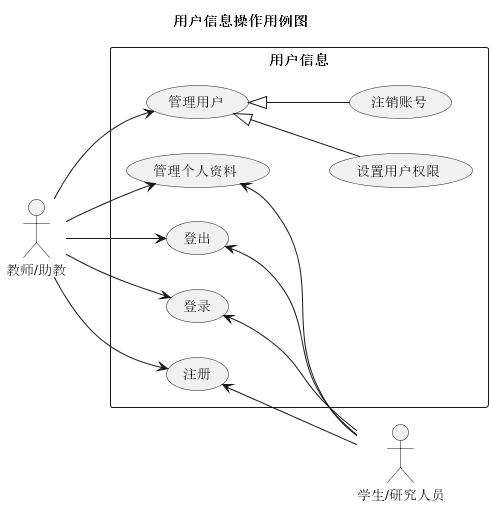 用户信息操作用例图
用户信息
管理用户
注销账号
管理个人资料
设置用户权限
登出
教师/助教
登录
注册
学生/研究人员